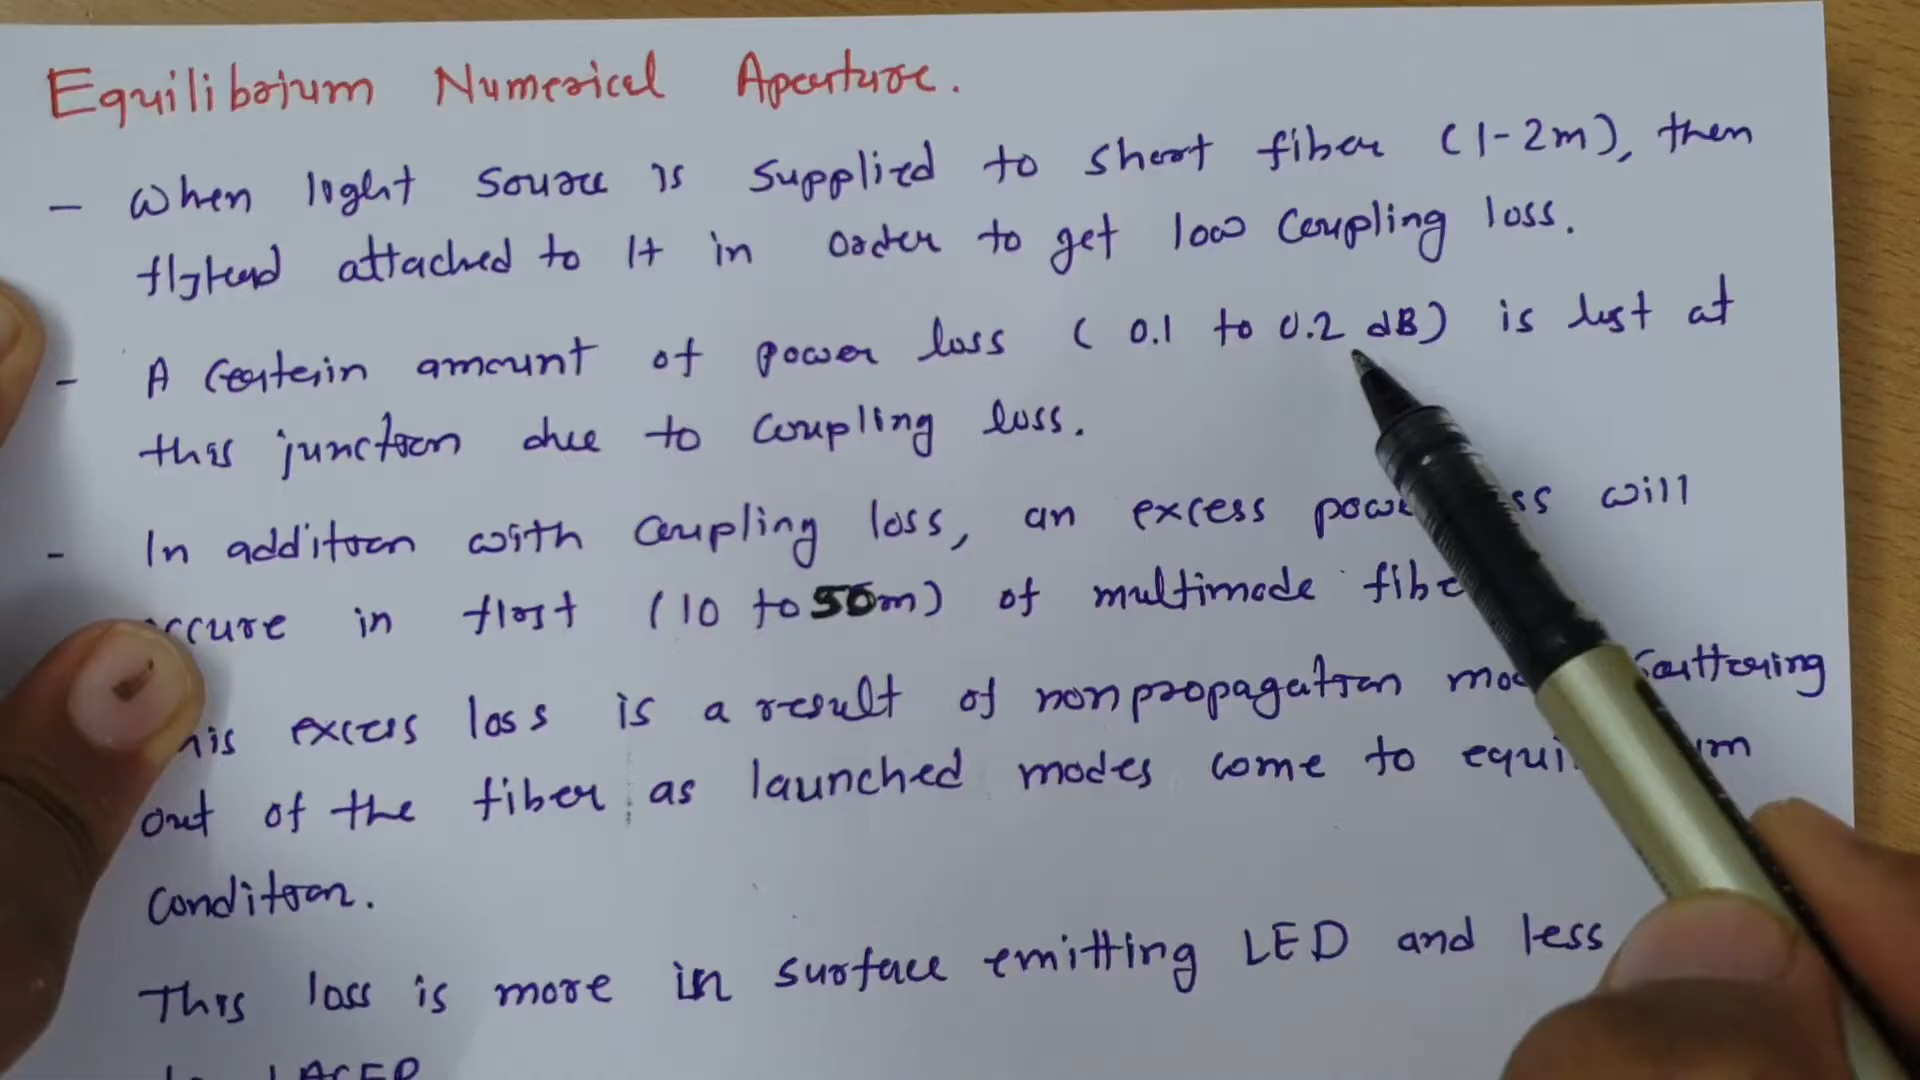 Equilibrium Numerical Aperture.
- When light source is supplied to short fiber (1-2m), then
flylead attached to it in order to get low coupling loss.
- A certain amount of power loss ( 0.1 to 0.2 dB) is lost at
this junction due to coupling loss.
- In addition with coupling loss, an excess will
occure in first (10 to 50m) of multimode
excess loss is a result of nonpropagation scattering
out of the fiber as launched modes come to
condition.
This loss is more in surface emitting LED and less